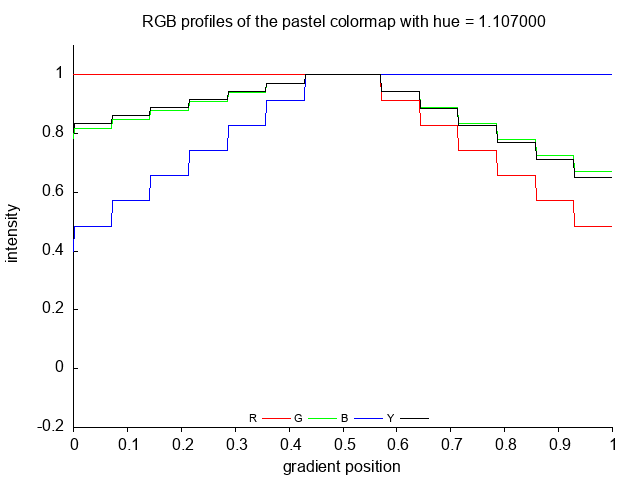 RGB profiles of the pastel colormap with hue = 1.107000
1
0.8
0.6
0.4
0.2
0
-0.2
intensity
R G B Y
0 0.1 0.2 0.3 0.4 0.5 0.6 0.7 0.8 0.9 1
gradient position